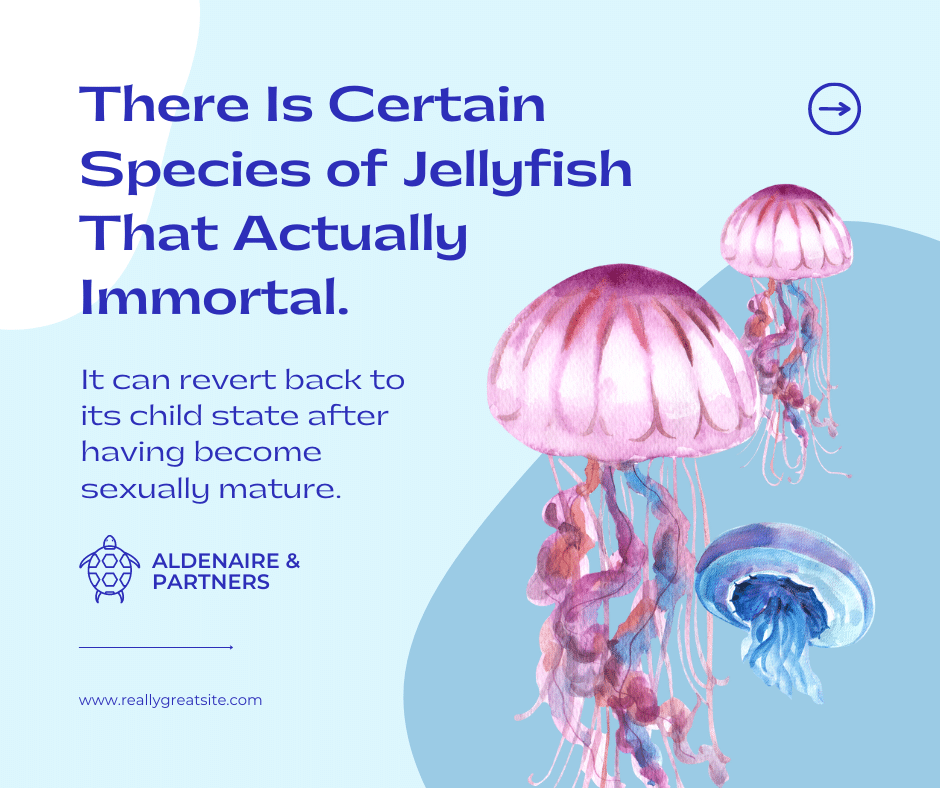 There Is Certain
Species of Jellyfish
That Actually
Immortal.
It can revert back to
its child state after
having become
sexually mature.
ALDENAIRE &
PARTNERS
www.reallygreatsite.com